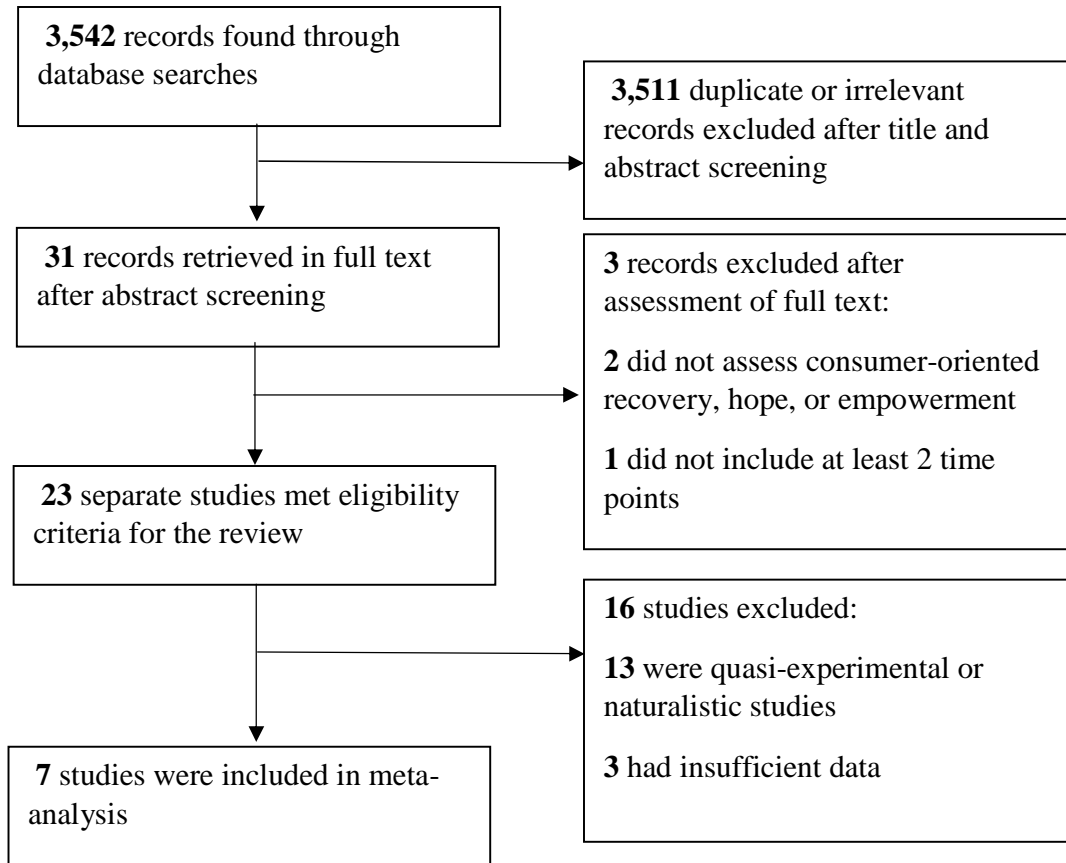 3,542 records found through
database searches
3,511 duplicate or irrelevant
records excluded after title and
abstract screening
31 records retrieved in full text
after abstract screening
3 records excluded after
assessment of full text:
2 did not assess consumer-oriented
recovery, hope, or empowerment
1 did not include at least 2 time
points
23 separate studies met eligibility
criteria for the review
16 studies excluded:
13 were quasi-experimental or
naturalistic studies
3 had insufficient data
7 studies were included in meta-
analysis